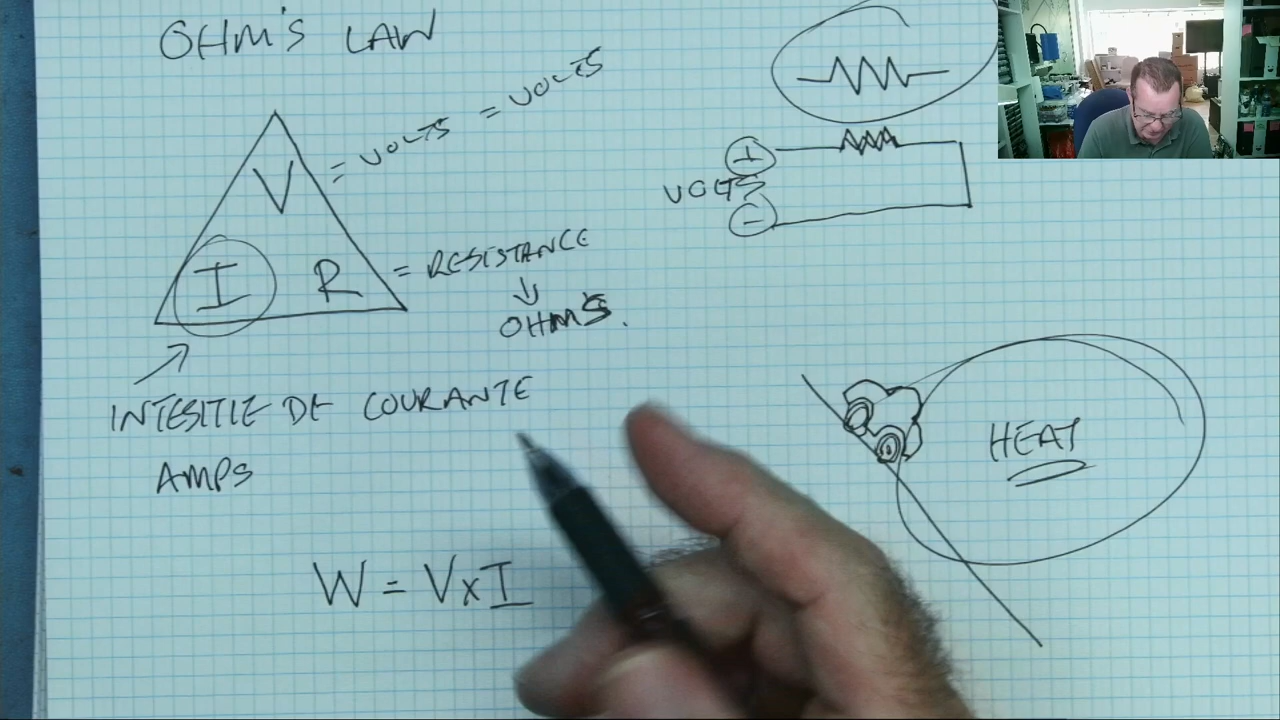 OHM'S LAW
V = VOLTS = VOLTS
I R = RESISTANCE
OHMS.
INTESITIE DE COURANTE
AMPS
W = V x I
+
VOLTS
-
HEAT